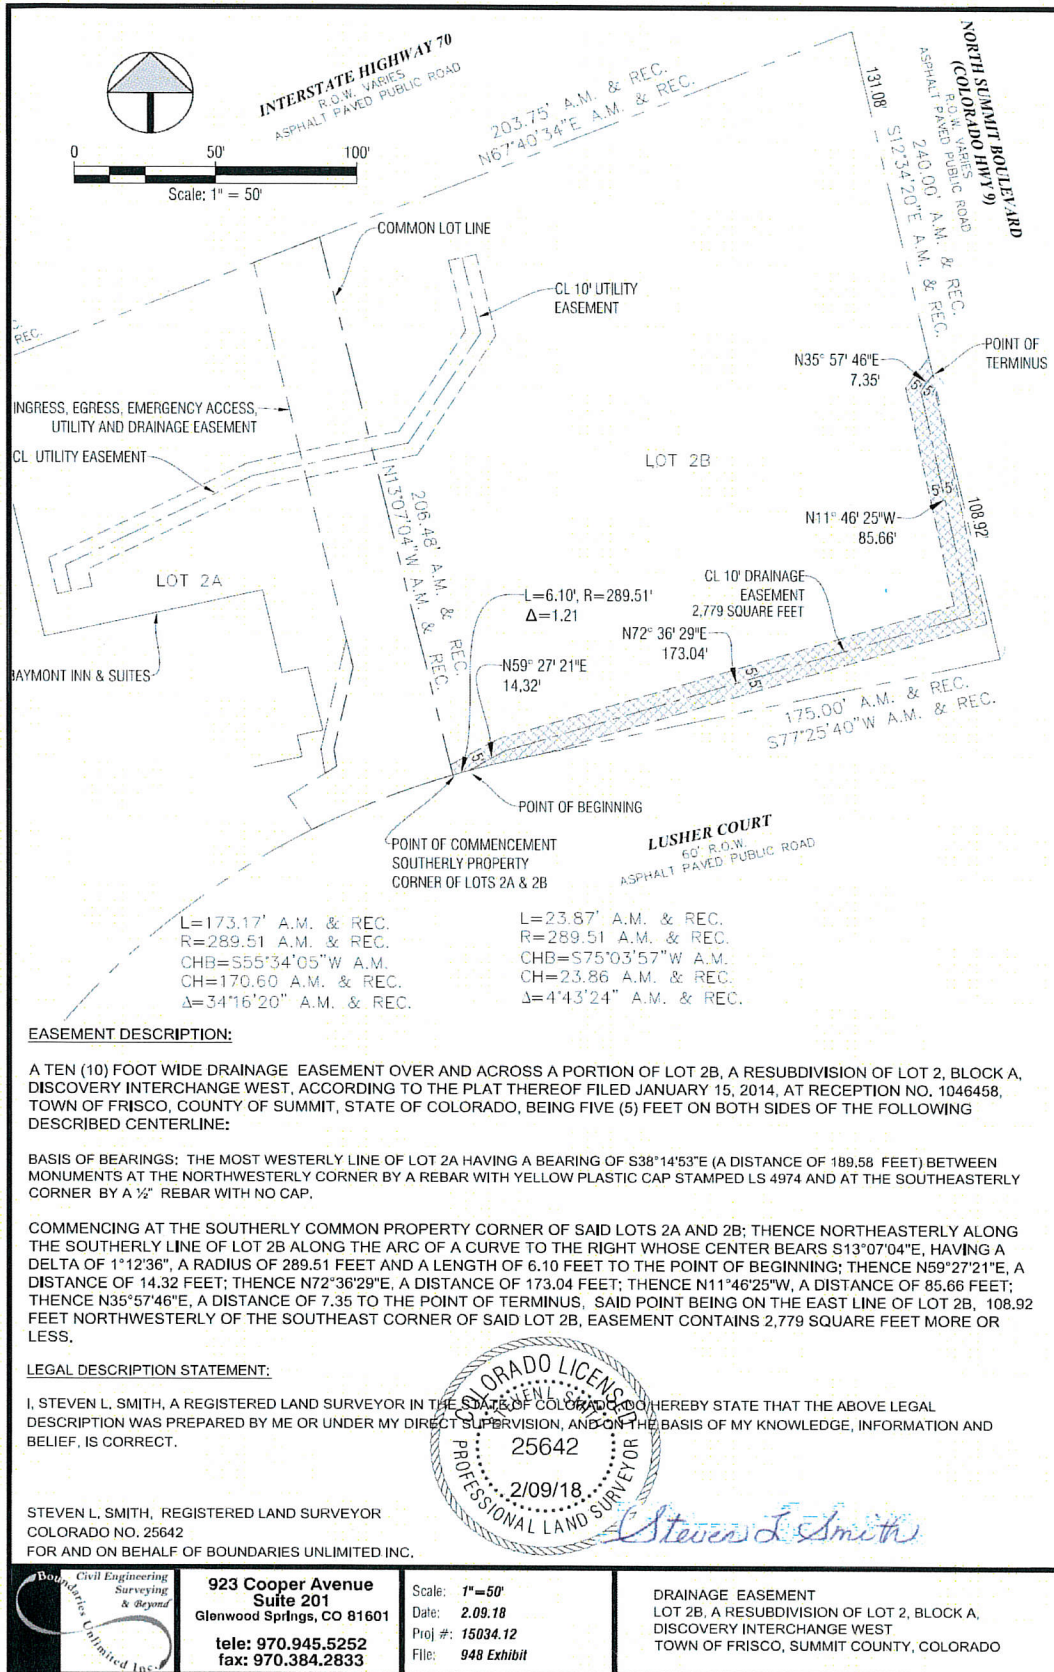 INTERSTATE HIGHWAY 70
R.O.W. VARIES
ASPHALT PAVED PUBLIC ROAD
NORTH SUMMIT BOULEVARD
(COLORADO HWY 9)
R.O.W. VARIES
ASPHALT PAVED PUBLIC ROAD
0 50' 100'
Scale: 1" = 50'
203.75' A.M. & REC.
N67°40'34"E A.M. & REC.
131.08'
240.00' A.M. & REC.
S12°34'20"E A.M. & REC.
COMMON LOT LINE
CL 10' UTILITY
EASEMENT
REC.
N35° 57' 46"E
7.35'
POINT OF
TERMINUS
5' 5'
INGRESS, EGRESS, EMERGENCY ACCESS,
UTILITY AND DRAINAGE EASEMENT
CL UTILITY EASEMENT
LOT 2B
206.48' A.M. & REC.
N13°07'04"W A.M. & REC.
5' 5'
108.92'
N11° 46' 25"W
85.66'
LOT 2A
CL 10' DRAINAGE
EASEMENT
2,779 SQUARE FEET
L=6.10', R=289.51'
Δ=1.21
N72° 36' 29"E
173.04'
5' 5'
N59° 27' 21"E
14.32'
BAYMONT INN & SUITES
175.00' A.M. & REC.
S77°25'40"W A.M. & REC.
5'
POINT OF BEGINNING
POINT OF COMMENCEMENT
SOUTHERLY PROPERTY
CORNER OF LOTS 2A & 2B
LUSHER COURT
60' R.O.W.
ASPHALT PAVED PUBLIC ROAD
L=173.17' A.M. & REC.
R=289.51 A.M. & REC.
CHB=S55°34'05"W A.M.
CH=170.60 A.M. & REC.
Δ=34°16'20" A.M. & REC.
L=23.87' A.M. & REC.
R=289.51 A.M. & REC.
CHB=S75°03'57"W A.M.
CH=23.86 A.M. & REC.
Δ=4°43'24" A.M. & REC.
EASEMENT DESCRIPTION:
A TEN (10) FOOT WIDE DRAINAGE EASEMENT OVER AND ACROSS A PORTION OF LOT 2B, A RESUBDIVISION OF LOT 2, BLOCK A,
DISCOVERY INTERCHANGE WEST, ACCORDING TO THE PLAT THEREOF FILED JANUARY 15, 2014, AT RECEPTION NO. 1046458,
TOWN OF FRISCO, COUNTY OF SUMMIT, STATE OF COLORADO, BEING FIVE (5) FEET ON BOTH SIDES OF THE FOLLOWING
DESCRIBED CENTERLINE:
BASIS OF BEARINGS: THE MOST WESTERLY LINE OF LOT 2A HAVING A BEARING OF S38°14'53"E (A DISTANCE OF 189.58 FEET) BETWEEN
MONUMENTS AT THE NORTHWESTERLY CORNER BY A REBAR WITH YELLOW PLASTIC CAP STAMPED LS 4974 AND AT THE SOUTHEASTERLY
CORNER BY A ½" REBAR WITH NO CAP.
COMMENCING AT THE SOUTHERLY COMMON PROPERTY CORNER OF SAID LOTS 2A AND 2B; THENCE NORTHEASTERLY ALONG
THE SOUTHERLY LINE OF LOT 2B ALONG THE ARC OF A CURVE TO THE RIGHT WHOSE CENTER BEARS S13°07'04"E, HAVING A
DELTA OF 1°12'36", A RADIUS OF 289.51 FEET AND A LENGTH OF 6.10 FEET TO THE POINT OF BEGINNING; THENCE N59°27'21"E, A
DISTANCE OF 14.32 FEET; THENCE N72°36'29"E, A DISTANCE OF 173.04 FEET; THENCE N11°46'25"W, A DISTANCE OF 85.66 FEET;
THENCE N35°57'46"E, A DISTANCE OF 7.35 TO THE POINT OF TERMINUS, SAID POINT BEING ON THE EAST LINE OF LOT 2B, 108.92
FEET NORTHWESTERLY OF THE SOUTHEAST CORNER OF SAID LOT 2B, EASEMENT CONTAINS 2,779 SQUARE FEET MORE OR
LESS.
LEGAL DESCRIPTION STATEMENT:
I, STEVEN L. SMITH, A REGISTERED LAND SURVEYOR IN THE STATE OF COLORADO DO HEREBY STATE THAT THE ABOVE LEGAL
DESCRIPTION WAS PREPARED BY ME OR UNDER MY DIRECT SUPERVISION, AND ON THE BASIS OF MY KNOWLEDGE, INFORMATION AND
BELIEF, IS CORRECT.
COLORADO LICENSED
STEVEN L. SMITH
25642
2/09/18
PROFESSIONAL LAND SURVEYOR
STEVEN L. SMITH, REGISTERED LAND SURVEYOR
COLORADO NO. 25642
FOR AND ON BEHALF OF BOUNDARIES UNLIMITED INC.
Steven L Smith
Boundaries Unlimited Inc.
Civil Engineering
Surveying
& Beyond
923 Cooper Avenue
Suite 201
Glenwood Springs, CO 81601
tele: 970.945.5252
fax: 970.384.2833
Scale: 1"=50'
Date: 2.09.18
Proj #: 15034.12
File: 948 Exhibit
DRAINAGE EASEMENT
LOT 2B, A RESUBDIVISION OF LOT 2, BLOCK A,
DISCOVERY INTERCHANGE WEST
TOWN OF FRISCO, SUMMIT COUNTY, COLORADO